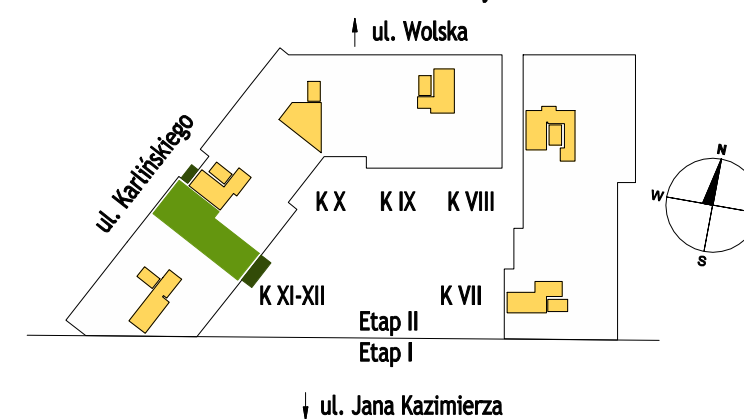 ul. Wolska
ul. Karlińskiego
N
W
S
K X K IX K VIII
K XI-XII K VII
Etap II
Etap I
ul. Jana Kazimierza